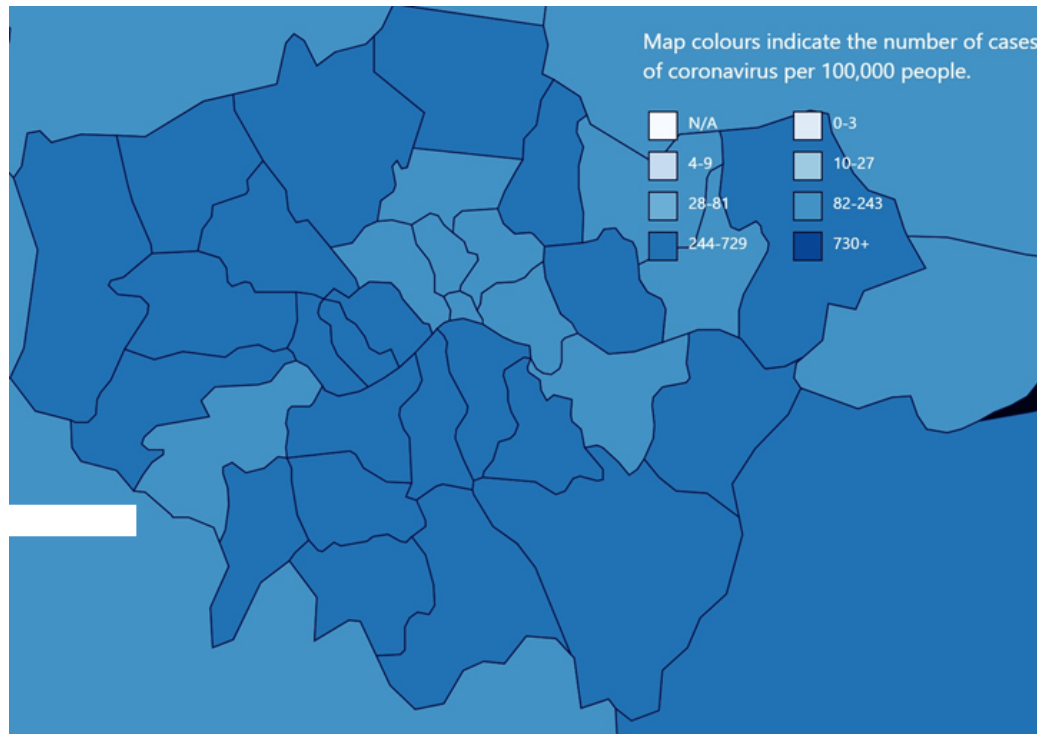 Map colours indicate the number of cases
of coronavirus per 100,000 people.
N/A 0-3
4-9 10-27
28-81 82-243
244-729 730+